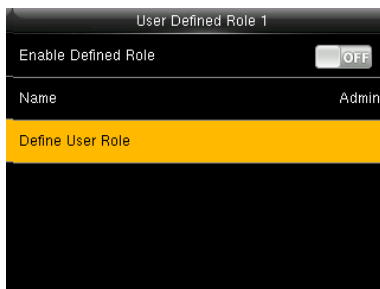 User Defined Role 1
Enable Defined Role OFF
Name Admin
Define User Role